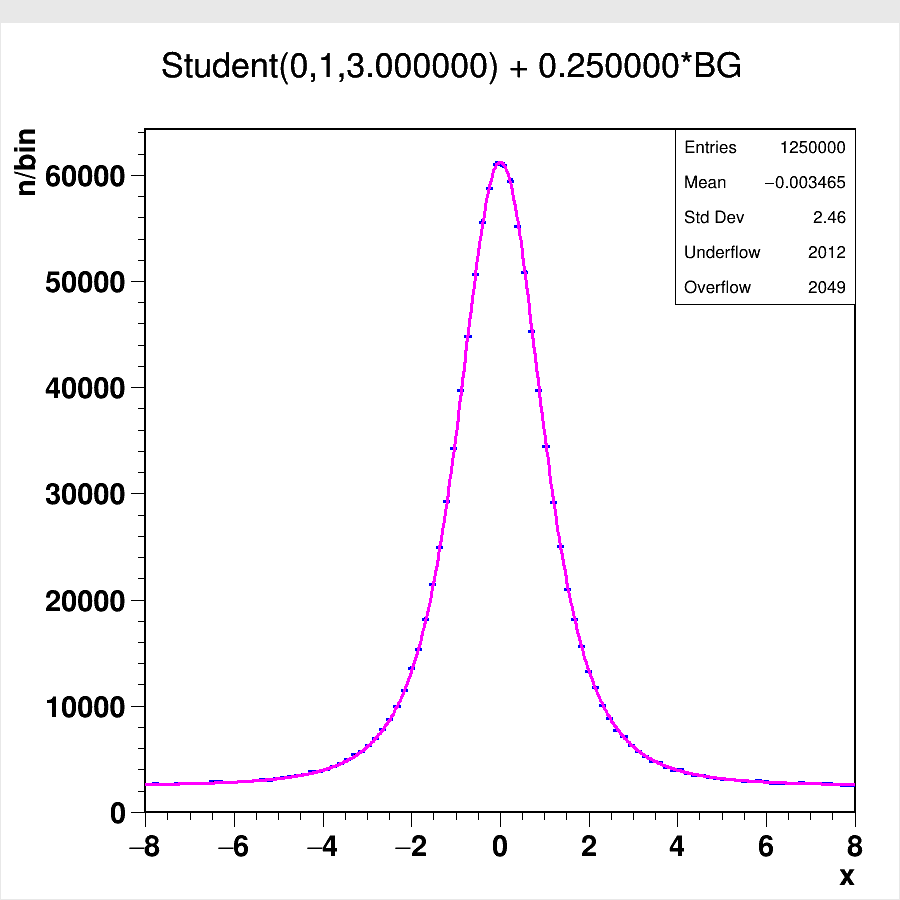 Student(0,1,3.000000) + 0.250000*BG
n/bin
Entries 1250000
Mean −0.003465
Std Dev 2.46
Underflow 2012
Overflow 2049
60000
50000
40000
30000
20000
10000
0
−8 −6 −4 −2 0 2 4 6 8
x